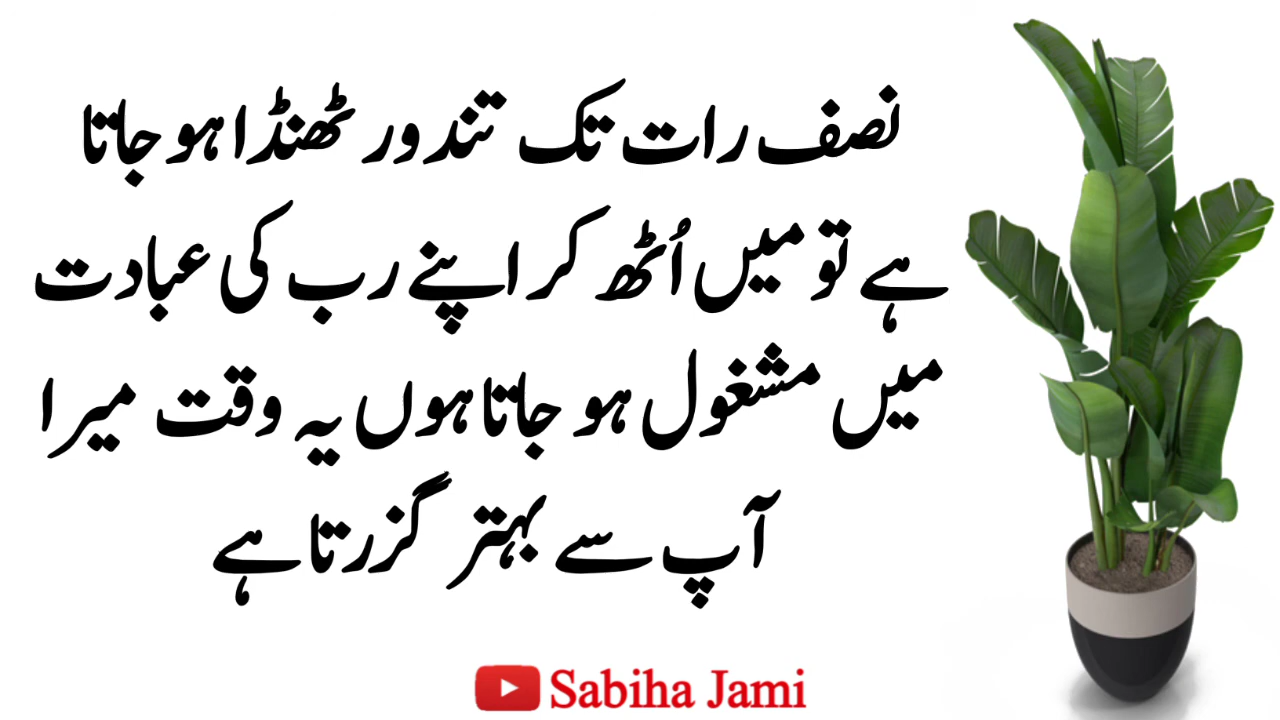 نصف رات تک تندور ٹھنڈا ہو جاتا
ہے تو میں اُٹھ کر اپنے رب کی عبادت
میں مشغول ہو جاتا ہوں یہ وقت میرا
آپ سے بہتر گزرتا ہے
Sabiha Jami